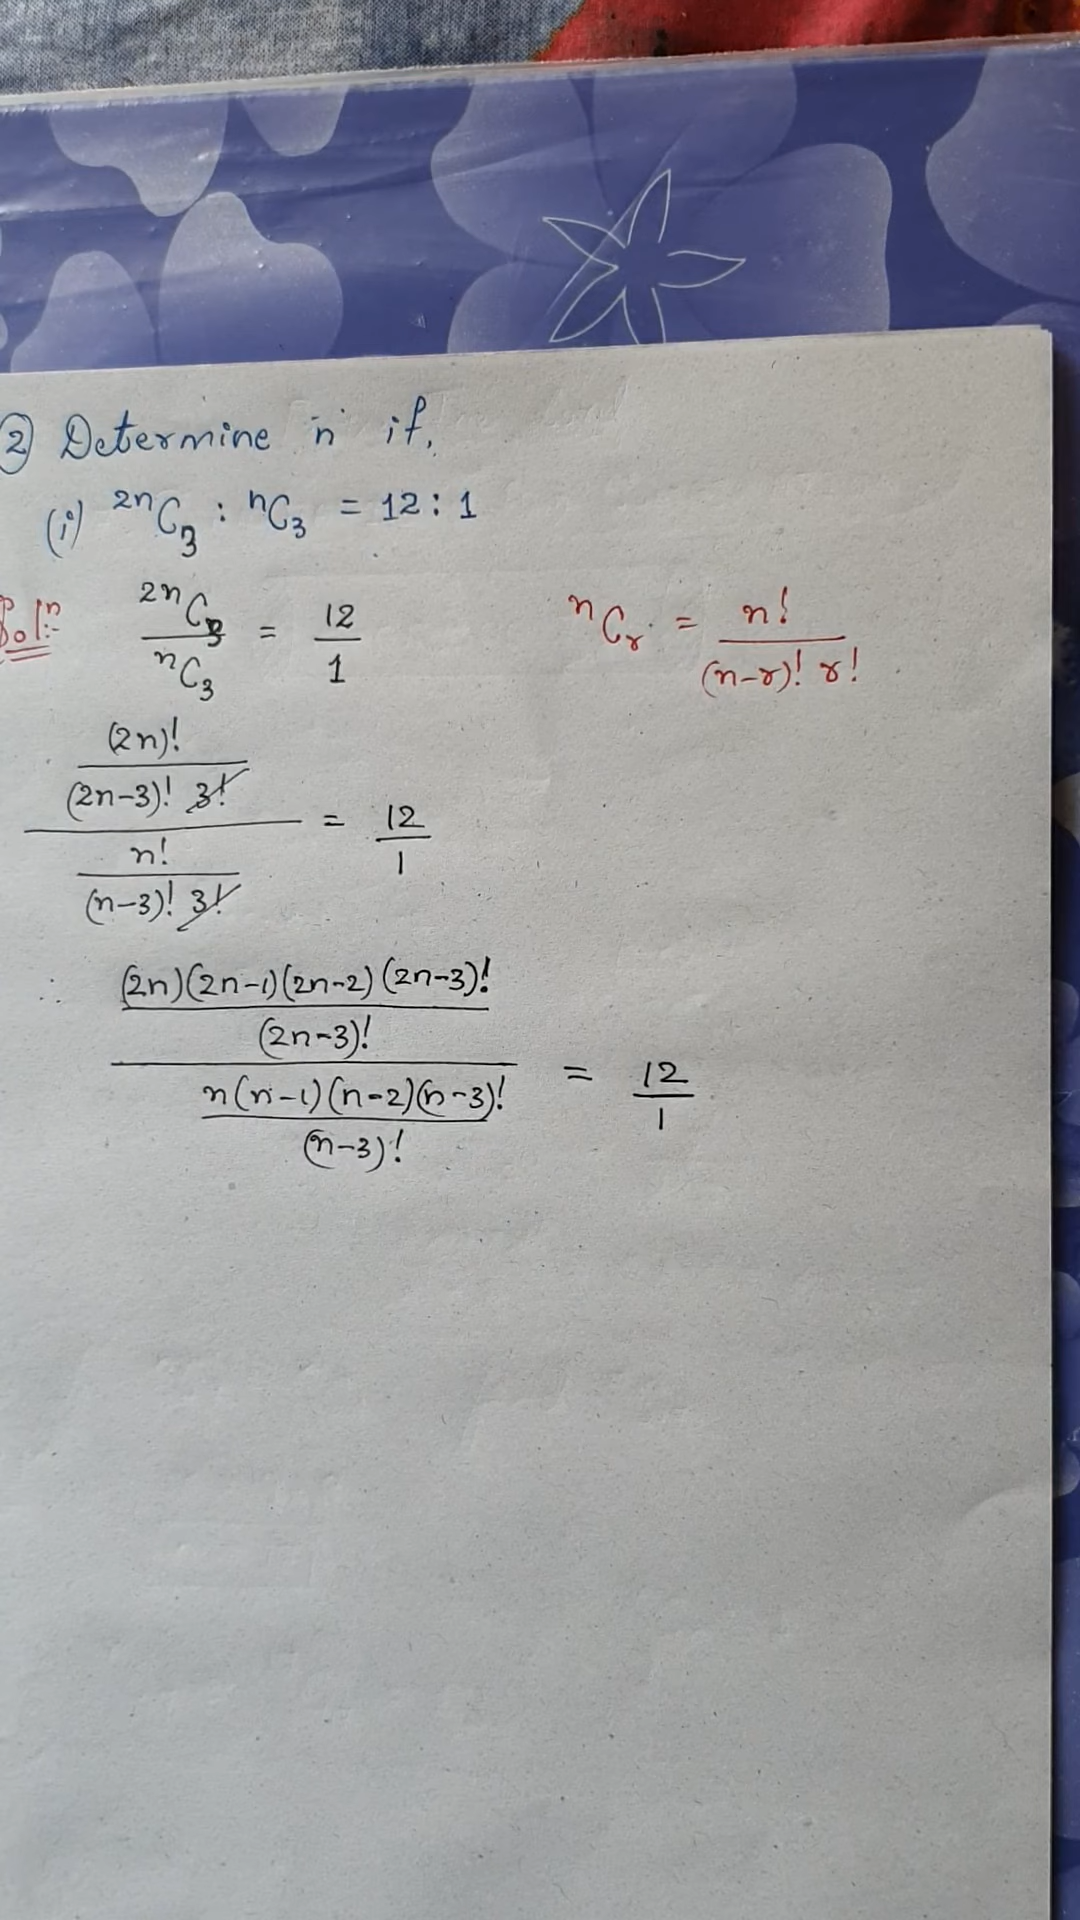 ② Determine n if,
(i) ²ⁿC₃ : ⁿC₃ = 12 : 1
Solⁿ:- ²ⁿC₃ / ⁿC₃ = 12 / 1
ⁿCᵣ = n! / (n-r)! r!
(2n)! / (2n-3)! 3! / n! / (n-3)! 3! = 12 / 1
∴ (2n)(2n-1)(2n-2)(2n-3)! / (2n-3)! / n(n-1)(n-2)(n-3)! / (n-3)! = 12 / 1